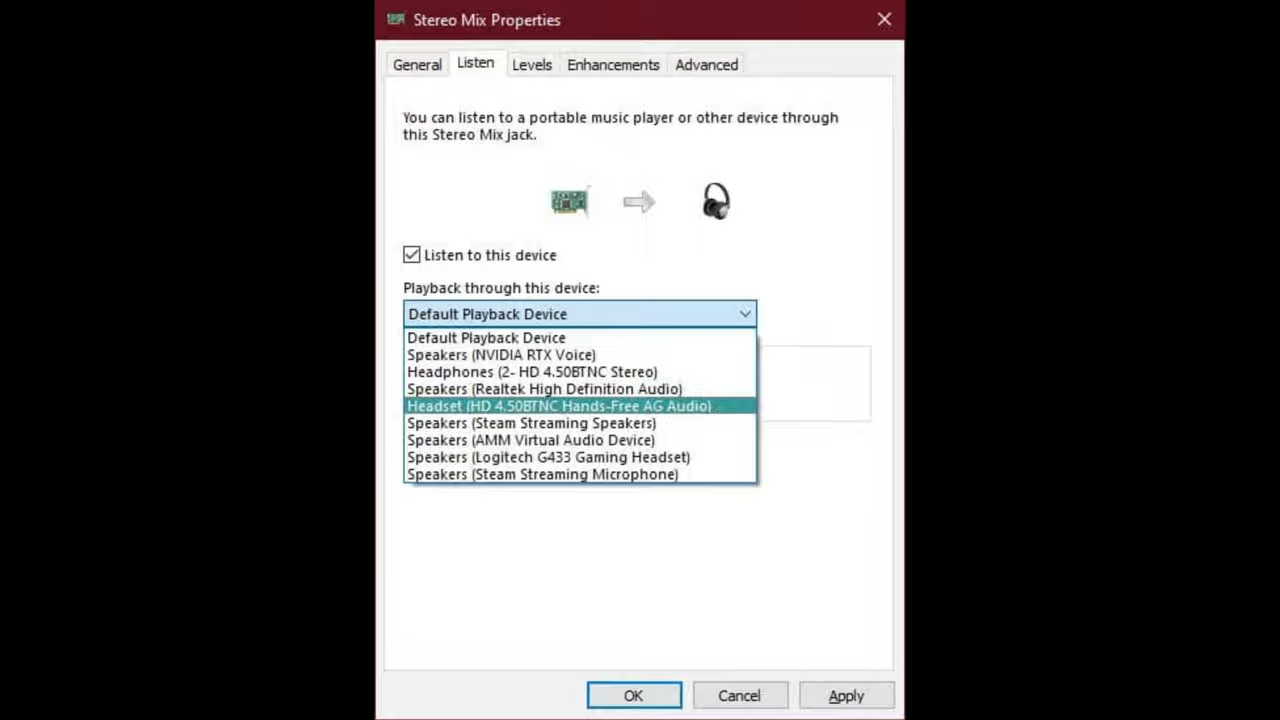 Stereo Mix Properties
General Listen Levels Enhancements Advanced
You can listen to a portable music player or other device through
this Stereo Mix jack.
Listen to this device
Playback through this device:
Default Playback Device
Default Playback Device
Speakers (NVIDIA RTX Voice)
Headphones (2- HD 4.50BTNC Stereo)
Speakers (Realtek High Definition Audio)
Headset (HD 4.50BTNC Hands-Free AG Audio)
Speakers (Steam Streaming Speakers)
Speakers (AMM Virtual Audio Device)
Speakers (Logitech G433 Gaming Headset)
Speakers (Steam Streaming Microphone)
OK Cancel Apply